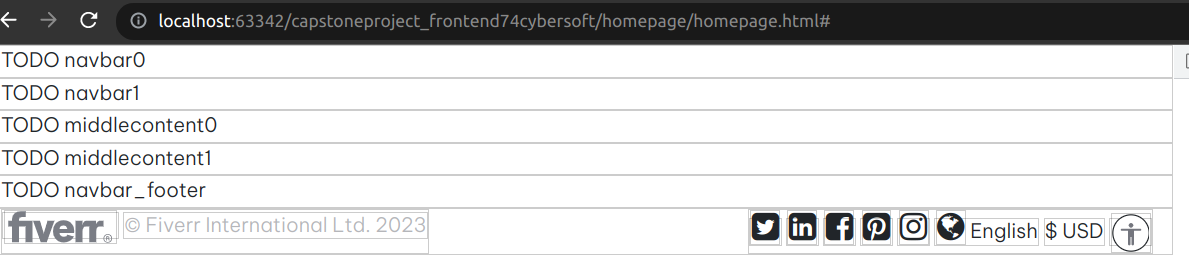 localhost:63342/capstoneproject_frontend74cybersoft/homepage/homepage.html#
TODO navbar0
TODO navbar1
TODO middlecontent0
TODO middlecontent1
TODO navbar_footer
fiverr® © Fiverr International Ltd. 2023 in English $ USD